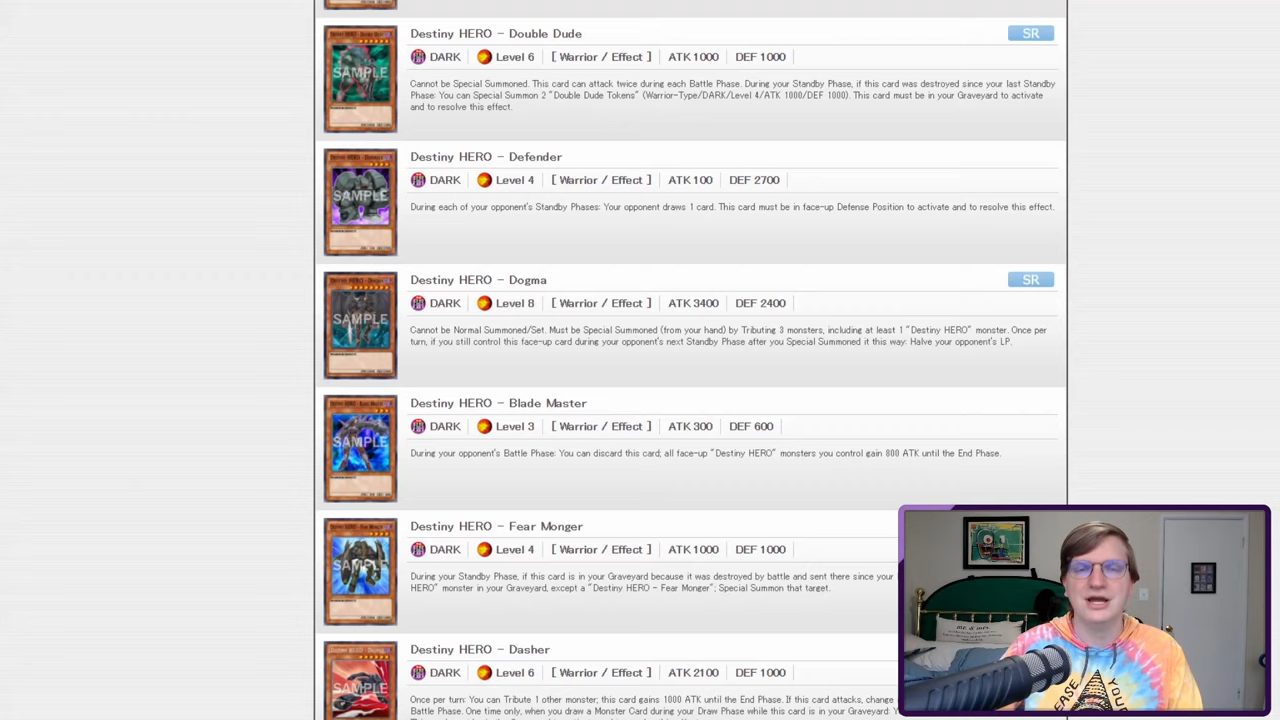 Destiny HERO - Double Dude
SR
DARK Level 6 [ Warrior / Effect ] ATK 1000 DEF 1000
Cannot be Special Summoned. This card can attack twice during each Battle Phase. During your Standby Phase, if this card was destroyed since your last Standby
Phase: You can Special Summon 2 "Double Dude Tokens" (Warrior-Type/DARK/Level 4/ATK 1000/DEF 1000). This card must be in your Graveyard to activate
and to resolve this effect.
SAMPLE
Destiny HERO - Defender
DARK Level 4 [ Warrior / Effect ] ATK 100 DEF 2700
During each of your opponent's Standby Phases: Your opponent draws 1 card. This card must be in face-up Defense Position to activate and to resolve this effect.
SAMPLE
Destiny HERO - Dogma
SR
DARK Level 8 [ Warrior / Effect ] ATK 3400 DEF 2400
Cannot be Normal Summoned/Set. Must be Special Summoned (from your hand) by Tributing 3 monsters, including at least 1 "Destiny HERO" monster. Once per
turn, if you still control this face-up card during your opponent's next Standby Phase after you Special Summoned it this way: Halve your opponent's LP.
SAMPLE
Destiny HERO - Blade Master
DARK Level 3 [ Warrior / Effect ] ATK 300 DEF 600
During your opponent's Battle Phase: You can discard this card; all face-up "Destiny HERO" monsters you control gain 800 ATK until the End Phase.
SAMPLE
Destiny HERO - Fear Monger
DARK Level 4 [ Warrior / Effect ] ATK 1000 DEF 1000
During your Standby Phase, if this card is in your Graveyard because it was destroyed by battle and sent there since your
HERO" monster in your Graveyard, except a "Destiny HERO - Fear Monger"; Special Summon that target.
SAMPLE
Destiny HERO - Dasher
DARK Level 6 [ Warrior / Effect ] ATK 2100 DEF 1000
Once per turn: You can Tribute 1 other monster; this card gains 1000 ATK until the End Phase. If this card attacks, change
Battle Phase. One time only, when you draw a Monster Card during your Draw Phase while this card is in your Graveyard:
SAMPLE